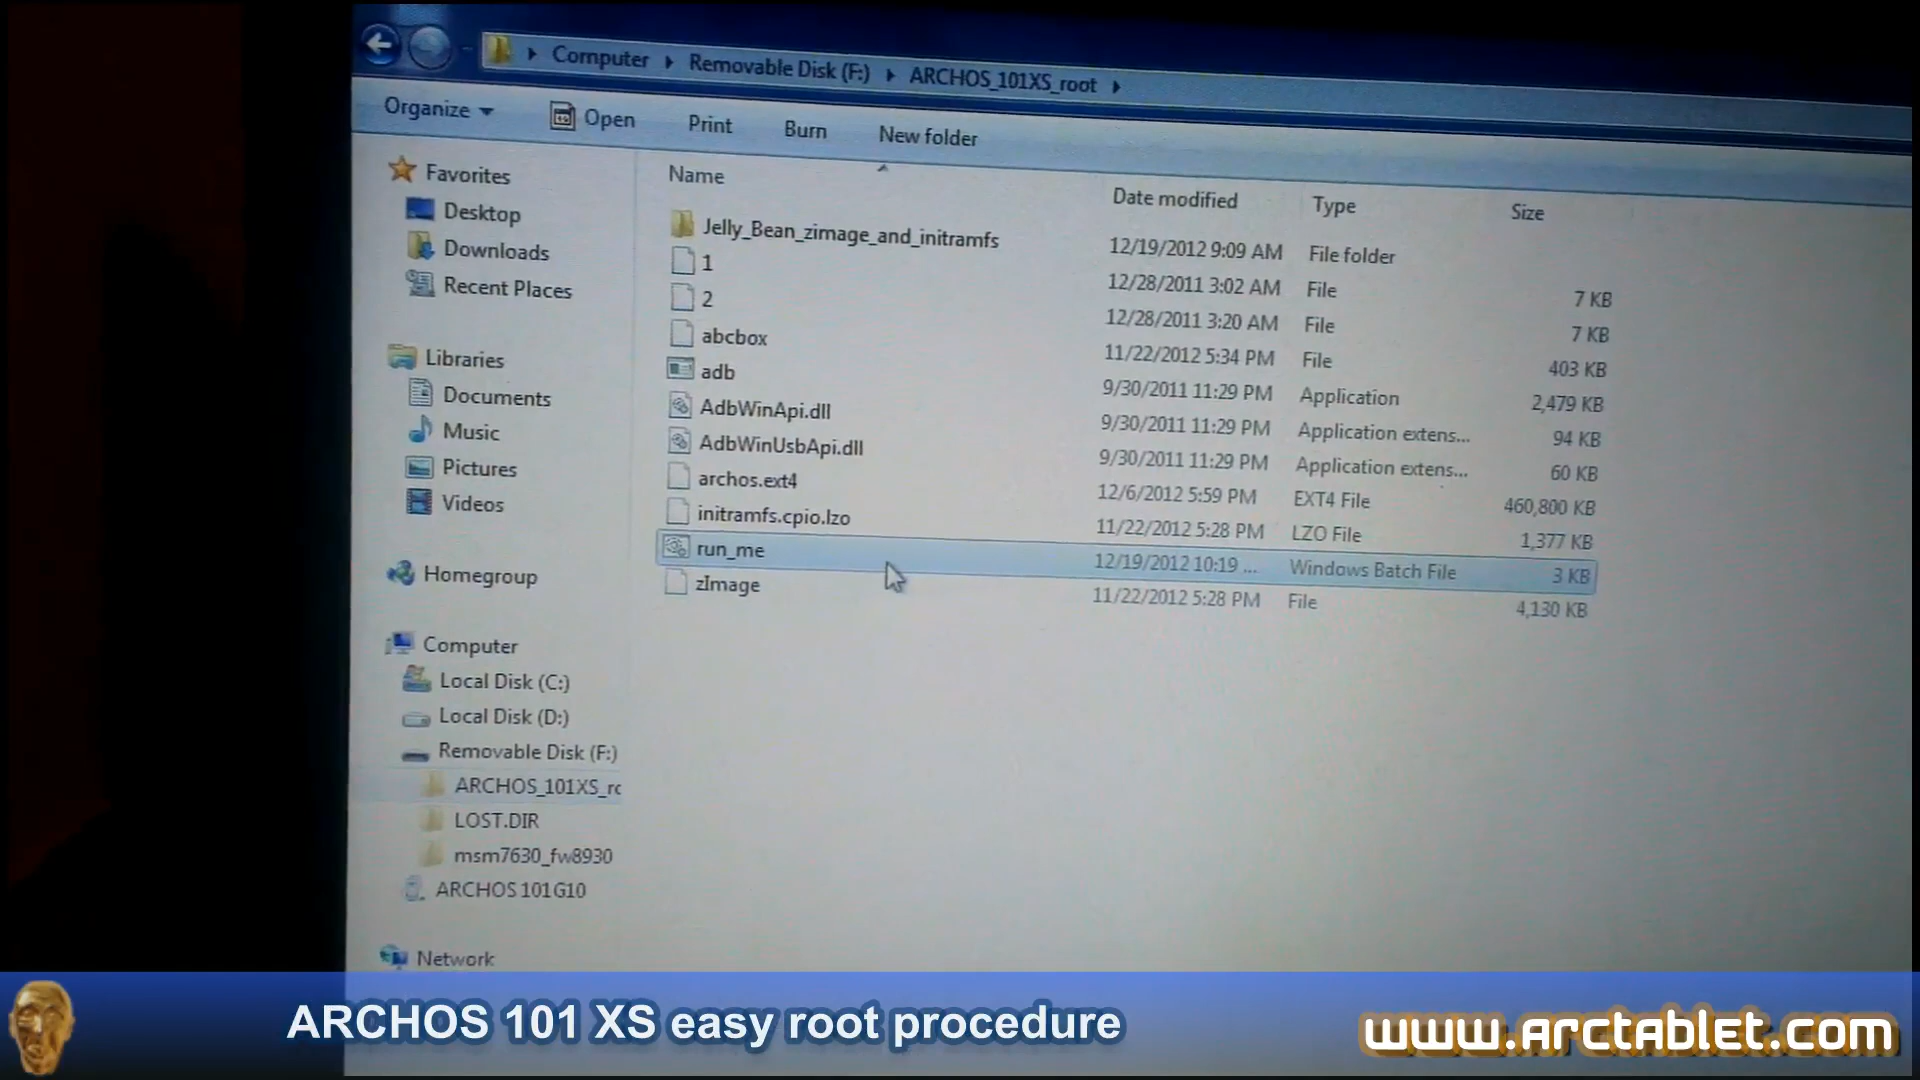 Computer Removable Disk (F:) ARCHOS_101XS_root
Organize Open Print Burn New folder
Name Date modified Type Size
Favorites
Desktop
Downloads
Recent Places
Libraries
Documents
Music
Pictures
Videos
Homegroup
Computer
Local Disk (C:)
Local Disk (D:)
Removable Disk (F:)
ARCHOS_101XS_rc
LOST.DIR
msm7630_fw8930
ARCHOS 101G10
Network
Jelly_Bean_zimage_and_initramfs 12/19/2012 9:09 AM File folder
1 12/28/2011 3:02 AM File 7 KB
2 12/28/2011 3:20 AM File 7 KB
abcbox 11/22/2012 5:34 PM File 403 KB
adb 9/30/2011 11:29 PM Application 2,479 KB
AdbWinApi.dll 9/30/2011 11:29 PM Application extens... 94 KB
AdbWinUsbApi.dll 9/30/2011 11:29 PM Application extens... 60 KB
archos.ext4 12/6/2012 5:59 PM EXT4 File 460,800 KB
initramfs.cpio.lzo 11/22/2012 5:28 PM LZO File 1,377 KB
run_me 12/19/2012 10:19 ... Windows Batch File 3 KB
zImage 11/22/2012 5:28 PM File 4,130 KB
ARCHOS 101 XS easy root procedure
www.arctablet.com